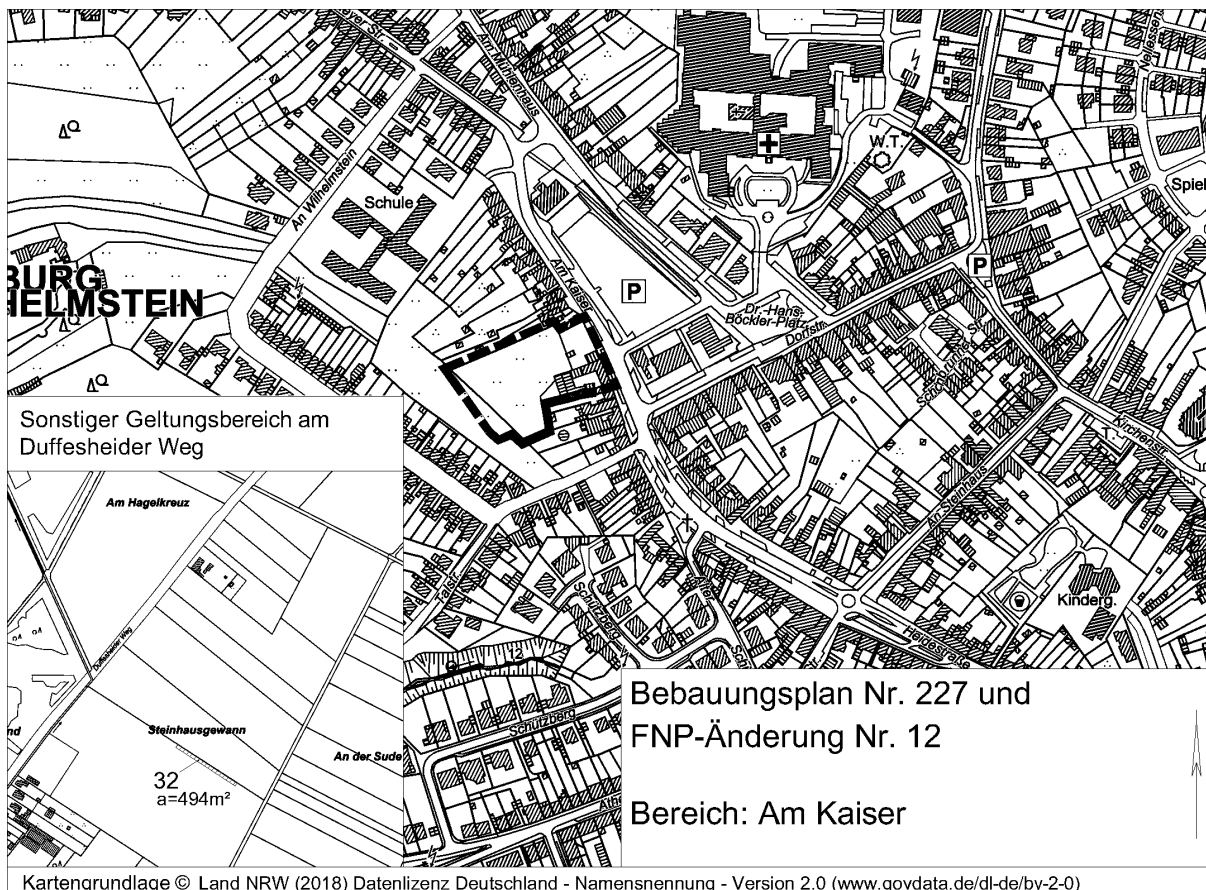 Am Marienhaus
An Wilhelmstein
Schule
Am Kaiser
P
W.T.
Spiel
P
BURG
HELMSTEIN
Dr.-Hans-
Böckler-Platz
Dorfstr.
Kirchenstr.
Am Steinhaus
Kinderg.
Talstr.
Schützberg
Sonstiger Geltungsbereich am
Duffesheider Weg
Am Hagelkreuz
Duffesheider Weg
Steinhausgewann
An der Sude
32
a=494m²
Bebauungsplan Nr. 227 und
FNP-Änderung Nr. 12
Bereich: Am Kaiser
Kartengrundlage © Land NRW (2018) Datenlizenz Deutschland - Namensnennung - Version 2.0 (www.govdata.de/dl-de/by-2-0)